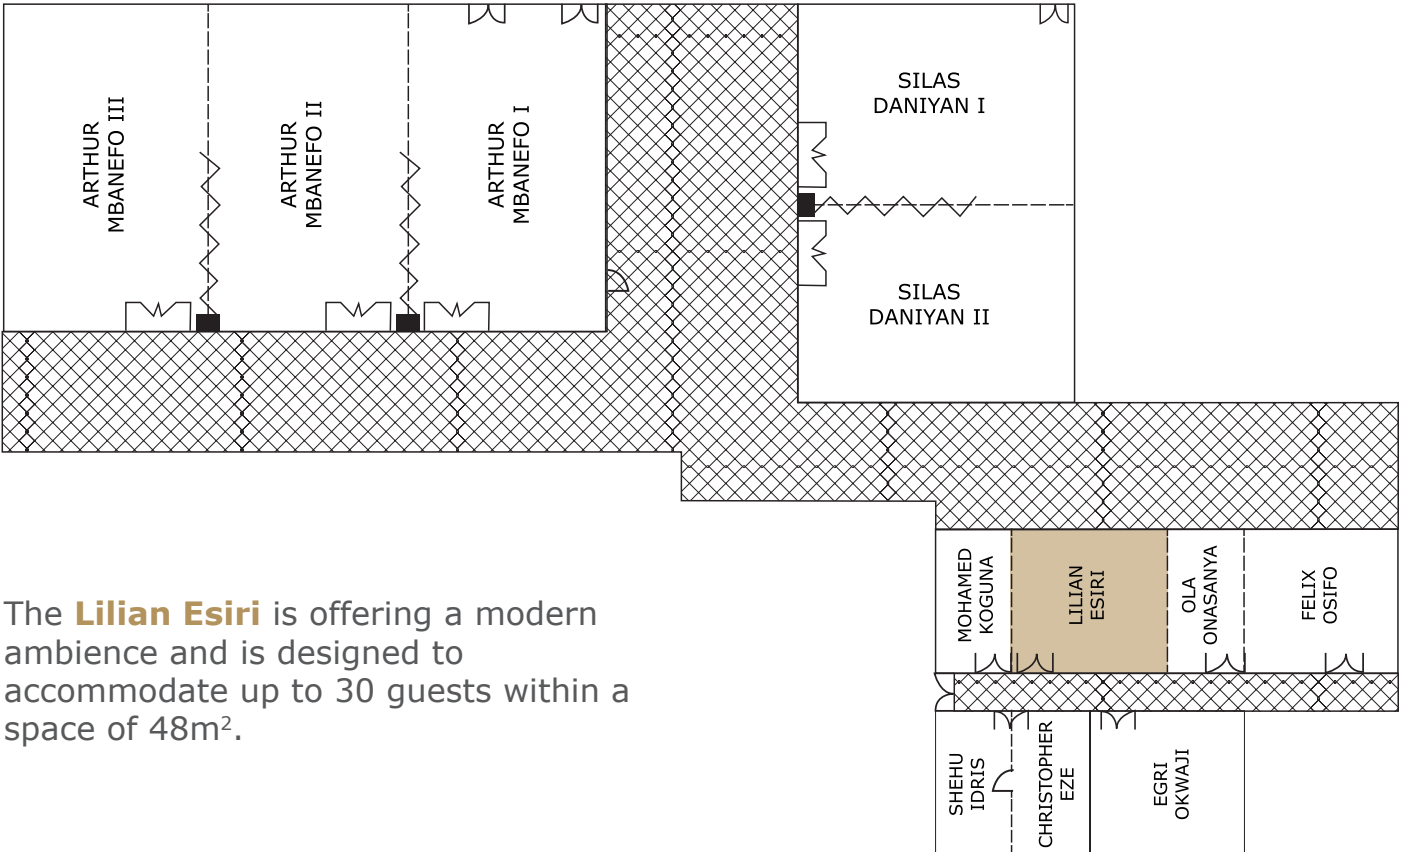 ARTHUR
MBANEFO III
ARTHUR
MBANEFO II
ARTHUR
MBANEFO I
SILAS
DANIYAN I
SILAS
DANIYAN II
MOHAMED
KOGUNA
LILIAN
ESIRI
OLA
ONASANYA
FELIX
OSIFO
SHEHU
IDRIS
CHRISTOPHER
EZE
EGRI
OKWAJI
The Lilian Esiri is offering a modern
ambience and is designed to
accommodate up to 30 guests within a
space of 48m².